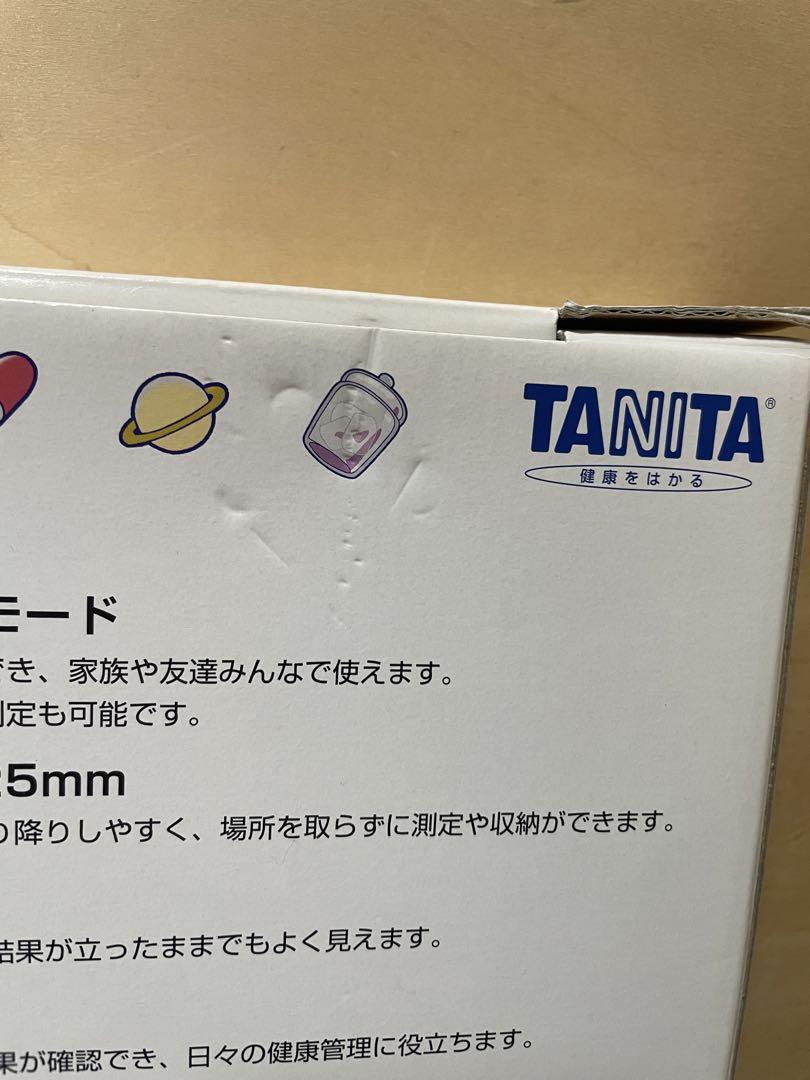 TANITA®
健康をはかる
モード
でき、家族や友達みんなで使えます。
定も可能です。
25mm
り降りしやすく、場所を取らずに測定や収納ができます。
結果が立ったままでもよく見えます。
果が確認でき、日々の健康管理に役立ちます。